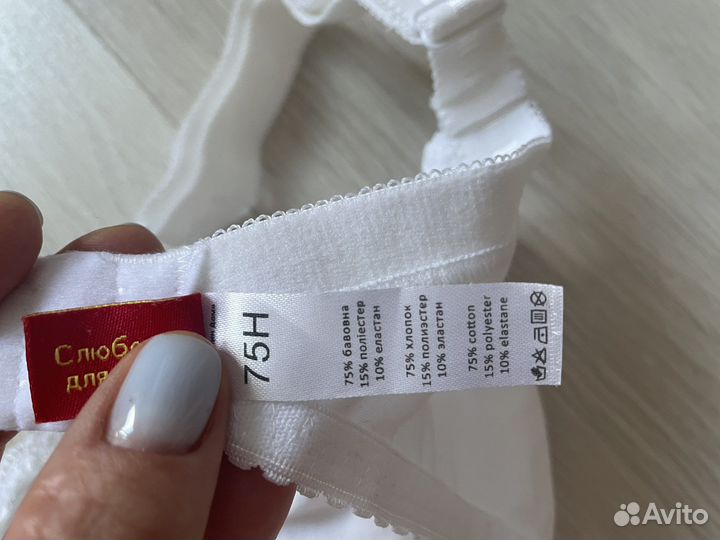 С любо
для
75H
75% бавовна
15% поліестер
10% еластан
75% хлопок
15% полиэстер
10% эластан
75% cotton
15% polyester
10% elastane
Avito